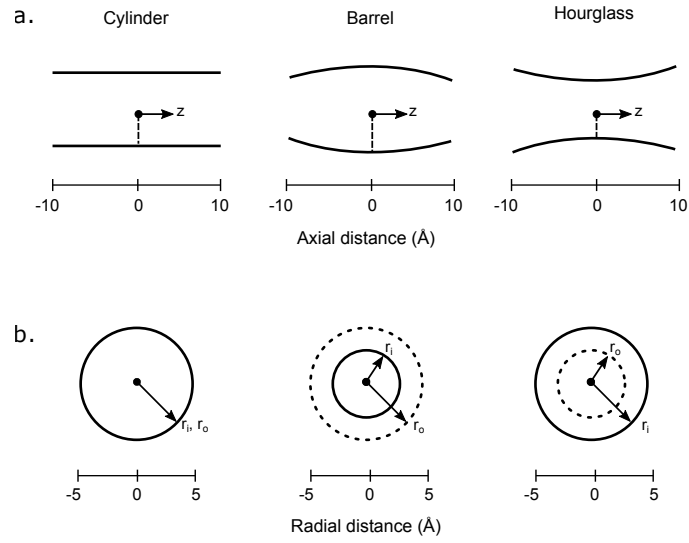 a.
Cylinder
Barrel
Hourglass
z
z
z
-10
0
10
-10
0
10
-10
0
10
Axial distance (Å)
b.
ri, ro
ri
ro
ro
ri
-5
0
5
-5
0
5
-5
0
5
Radial distance (Å)